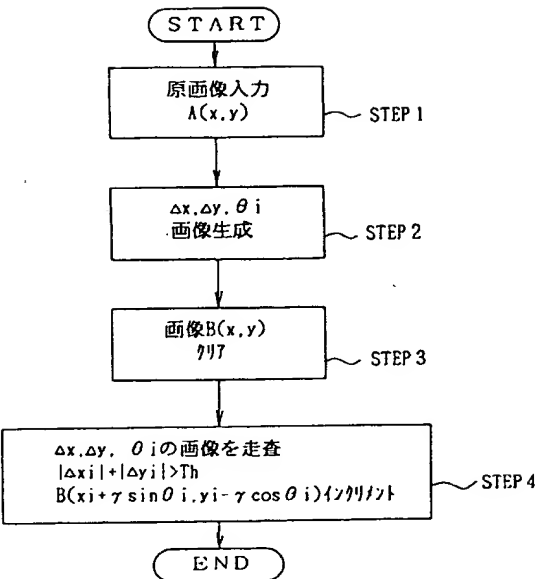 START
原画像入力
A(x,y)
STEP 1
Δx,Δy,θi
画像生成
STEP 2
画像B(x,y)
クリア
STEP 3
Δx,Δy, θiの画像を走査
|Δxi|+|Δyi|>Th
B(xi+γsinθi,yi-γcosθi)インクリメント
STEP 4
END